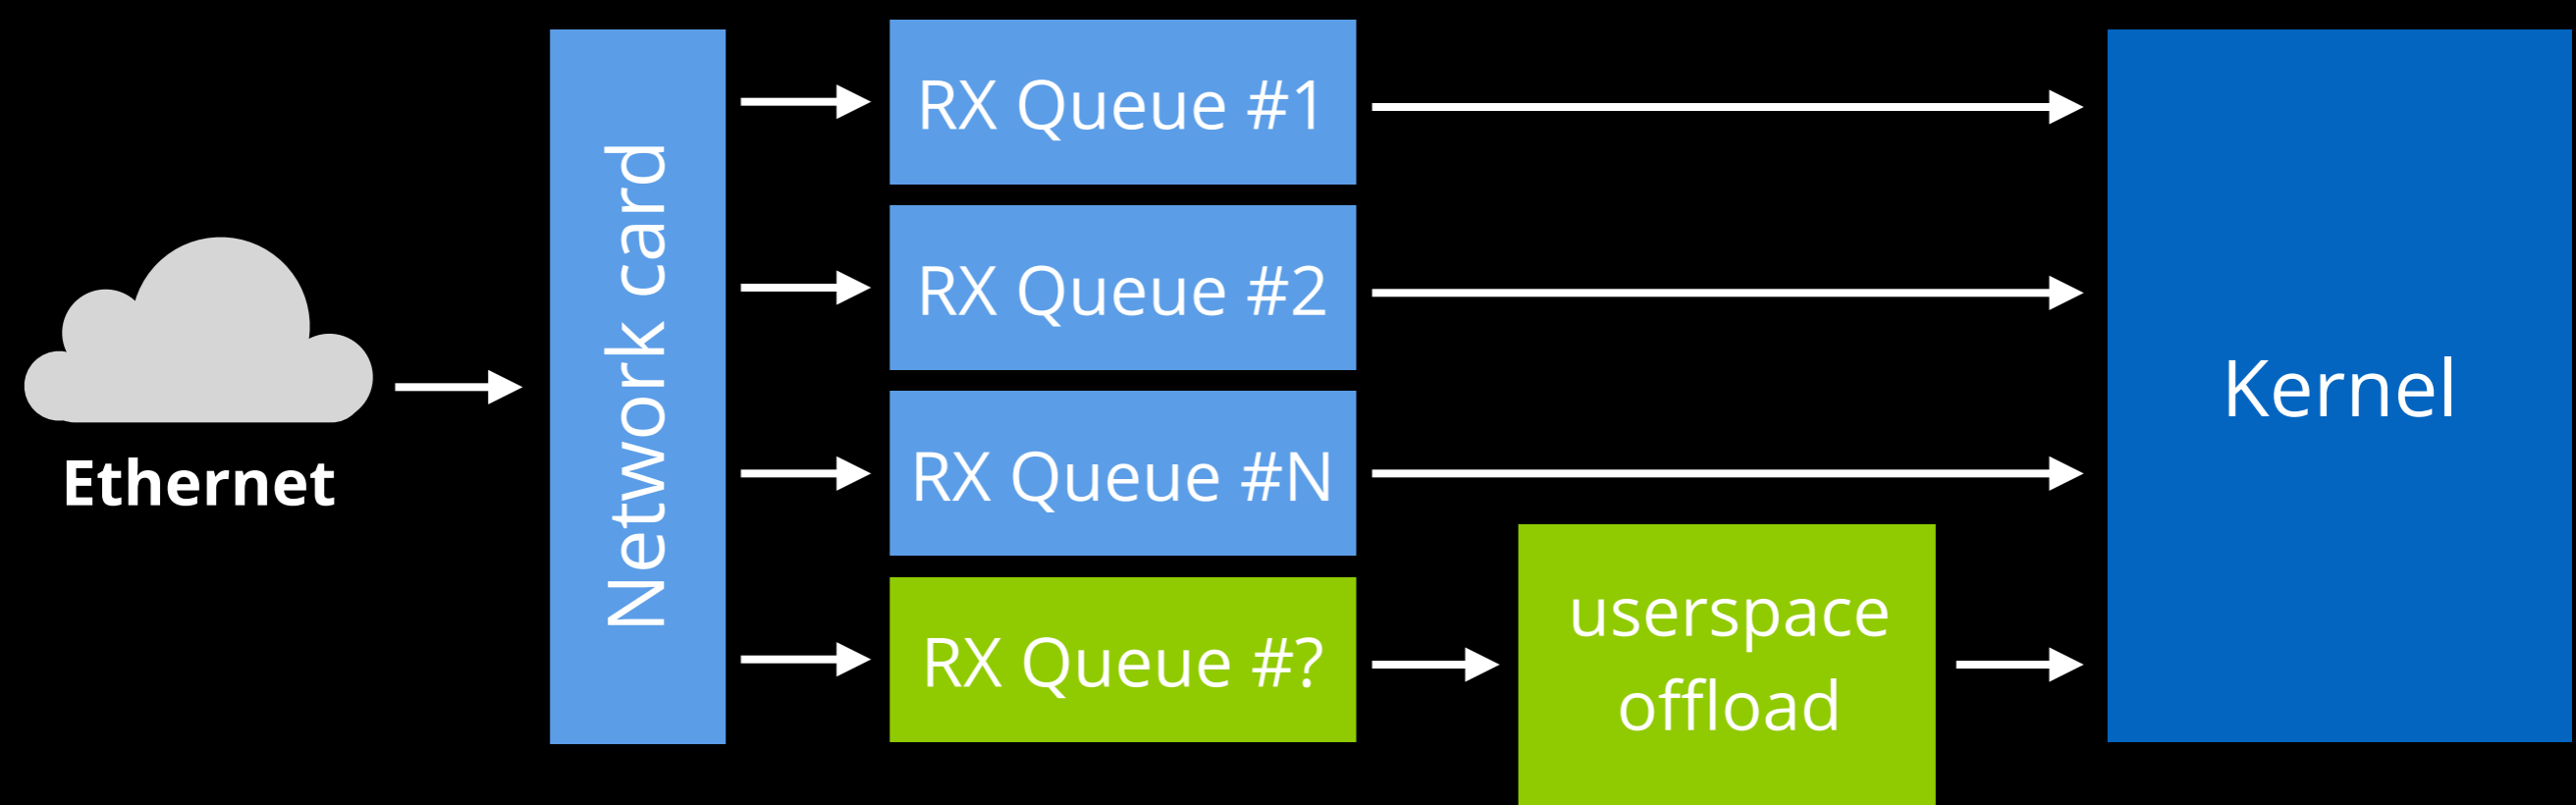 Ethernet
Network card
RX Queue #1
RX Queue #2
RX Queue #N
RX Queue #?
userspace
offload
Kernel